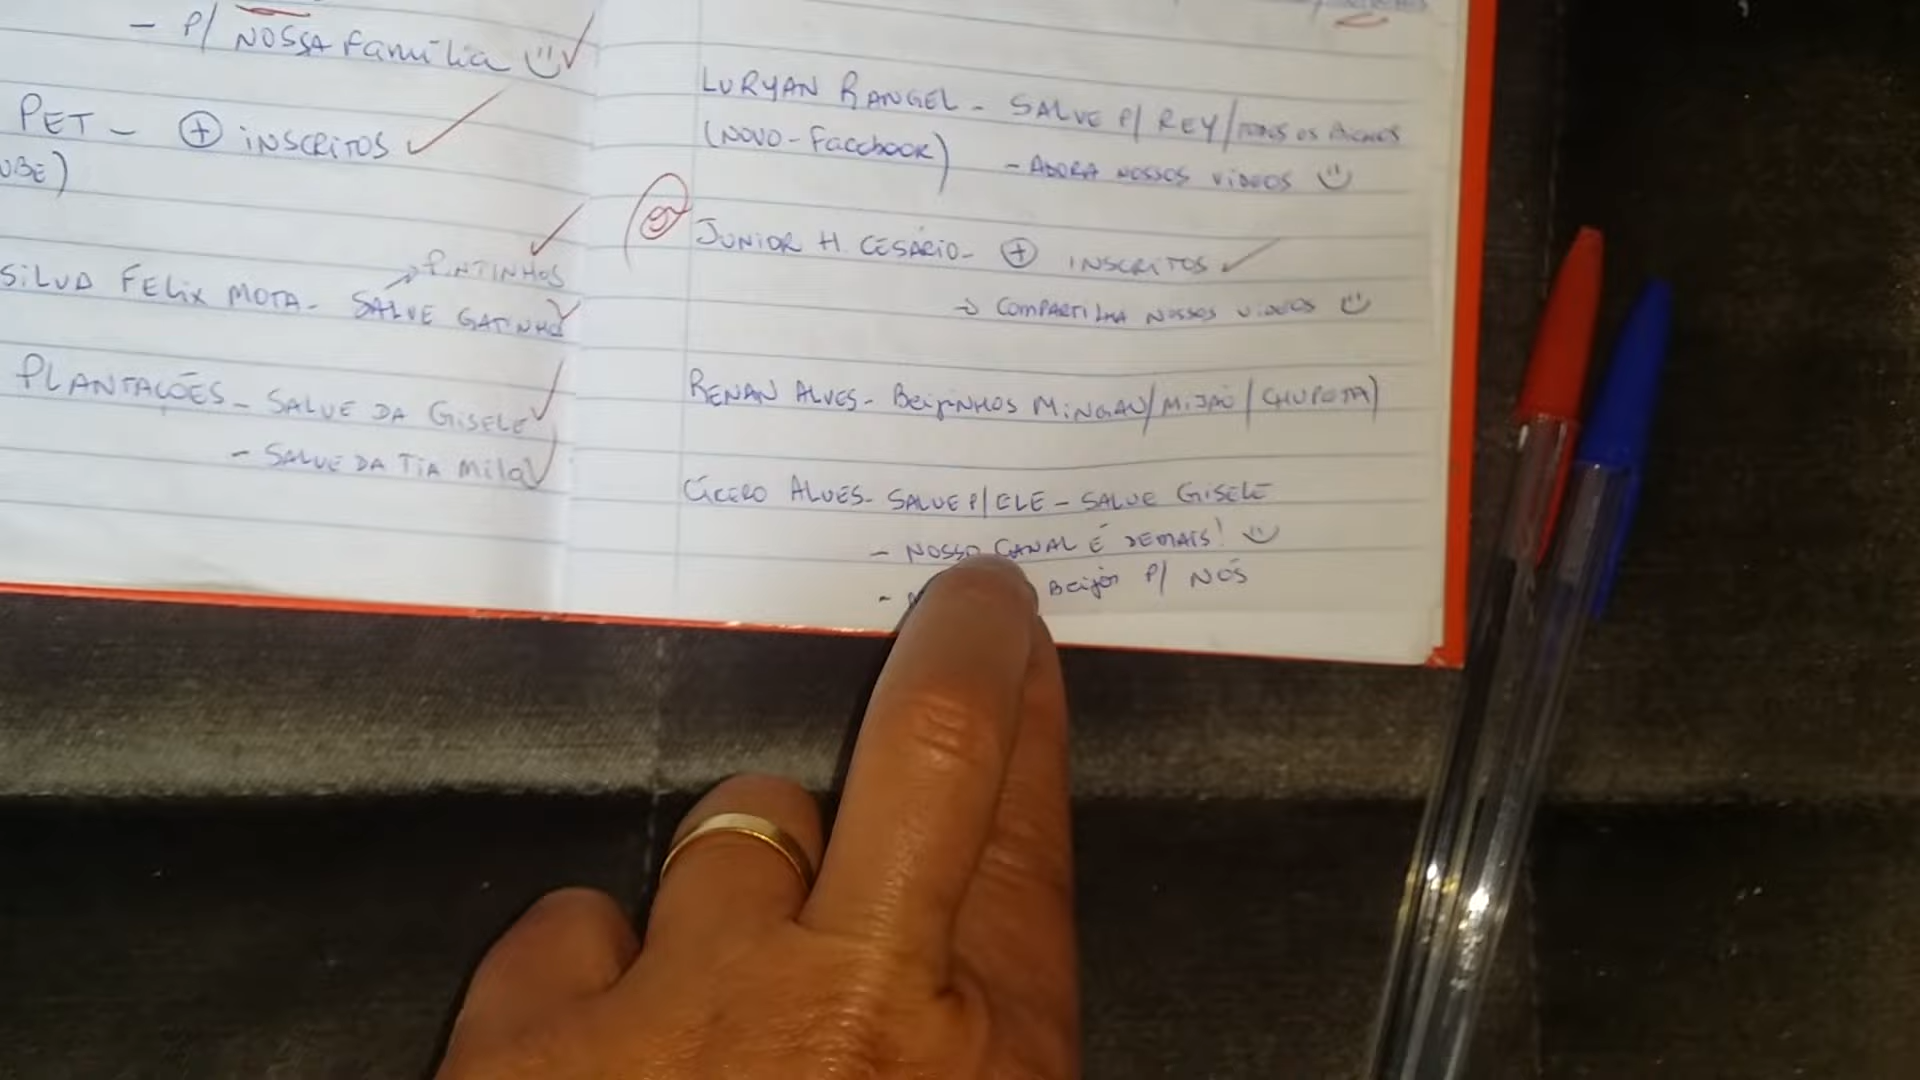 - P/ NOSSA família
PET - + INSCRITOS
UBE)
PINTINHOS
SILVA FELIX MOTA - SALVE GATINHO
PLANTAÇÕES - SALVE DA GISELE
- SALVE DA TIA MILA
LURYAN RANGEL - SALVE P/ REY/TODOS OS BICHOS
(NOVO - Facebook) - ADORA NOSSOS VÍDEOS
JUNIOR H. CESÁRIO - + INSCRITOS
→ COMPARTILHA NOSSOS VIDEOS
RENAN ALVES - BEIJINHOS MINGAU/MIJÃO/CHUPETA)
CÍCERO ALVES - SALVE P/ ELE - SALVE GISELE
- NOSSO CANAL É DEMAIS!
- Beijos P/ NÓS